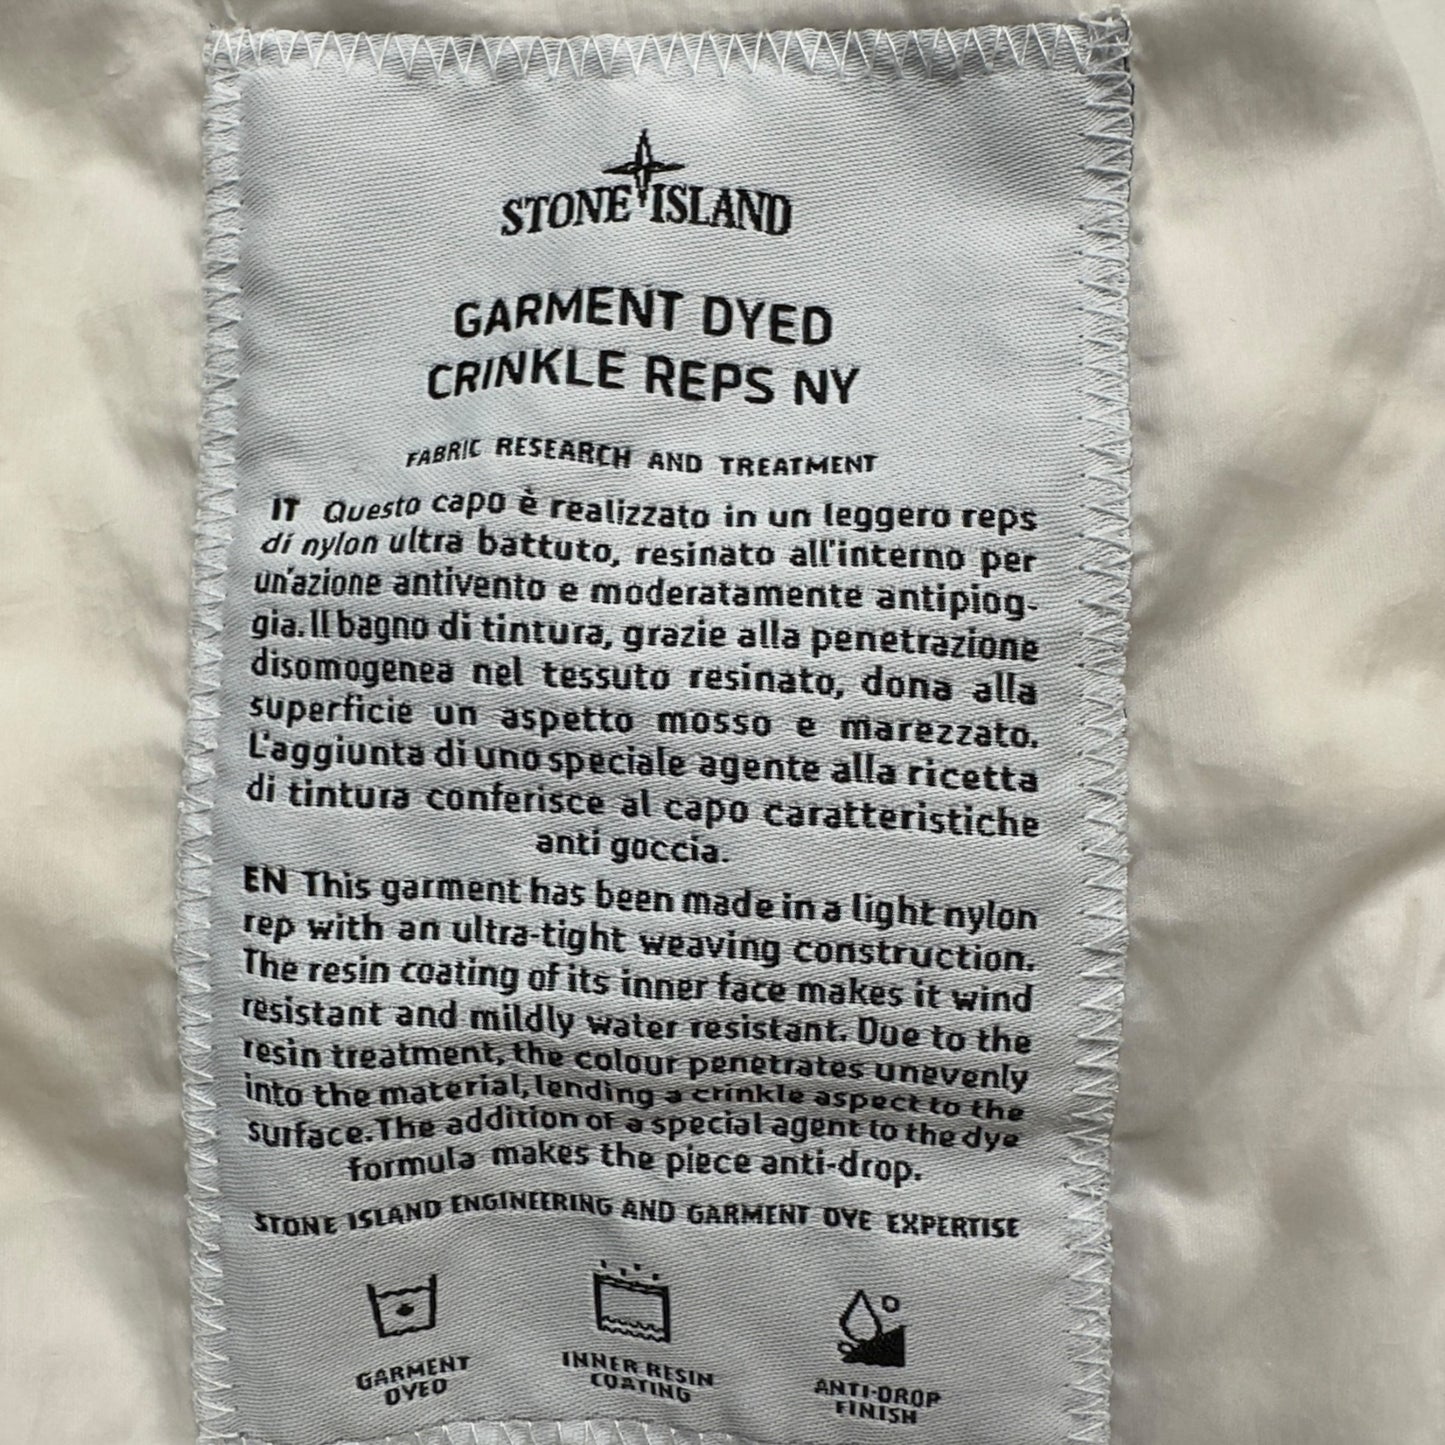 STONE ISLAND
GARMENT DYED
CRINKLE REPS NY
FABRIC RESEARCH AND TREATMENT
IT Questo capo è realizzato in un leggero reps
di nylon ultra battuto, resinato all'interno per
un'azione antivento e moderatamente antipiog-
gia. Il bagno di tintura, grazie alla penetrazione
disomogenea nel tessuto resinato, dona alla
superficie un aspetto mosso e marezzato.
L'aggiunta di uno speciale agente alla ricetta
di tintura conferisce al capo caratteristiche
anti goccia.
EN This garment has been made in a light nylon
rep with an ultra-tight weaving construction.
The resin coating of its inner face makes it wind
resistant and mildly water resistant. Due to the
resin treatment, the colour penetrates unevenly
into the material, lending a crinkle aspect to the
surface. The addition of a special agent to the dye
formula makes the piece anti-drop.
STONE ISLAND ENGINEERING AND GARMENT DYE EXPERTISE
GARMENT
DYED
INNER RESIN
COATING
ANTI-DROP
FINISH